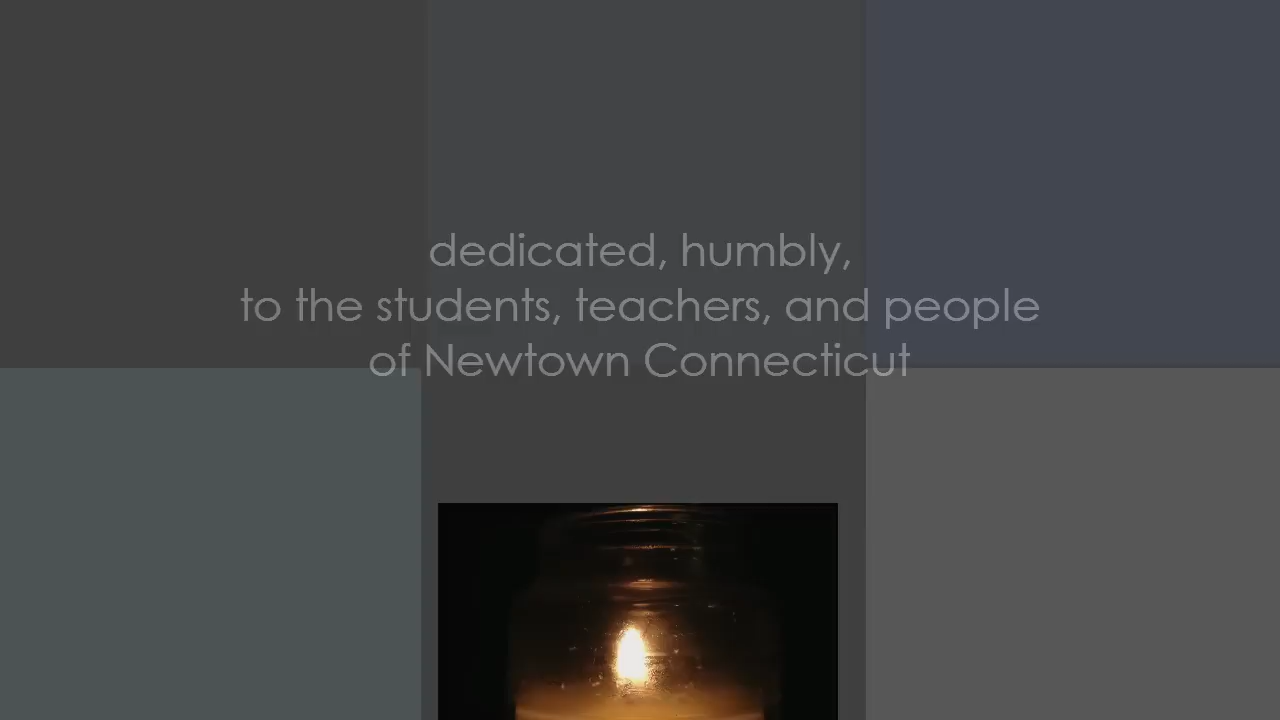 dedicated, humbly,
to the students, teachers, and people
of Newtown Connecticut